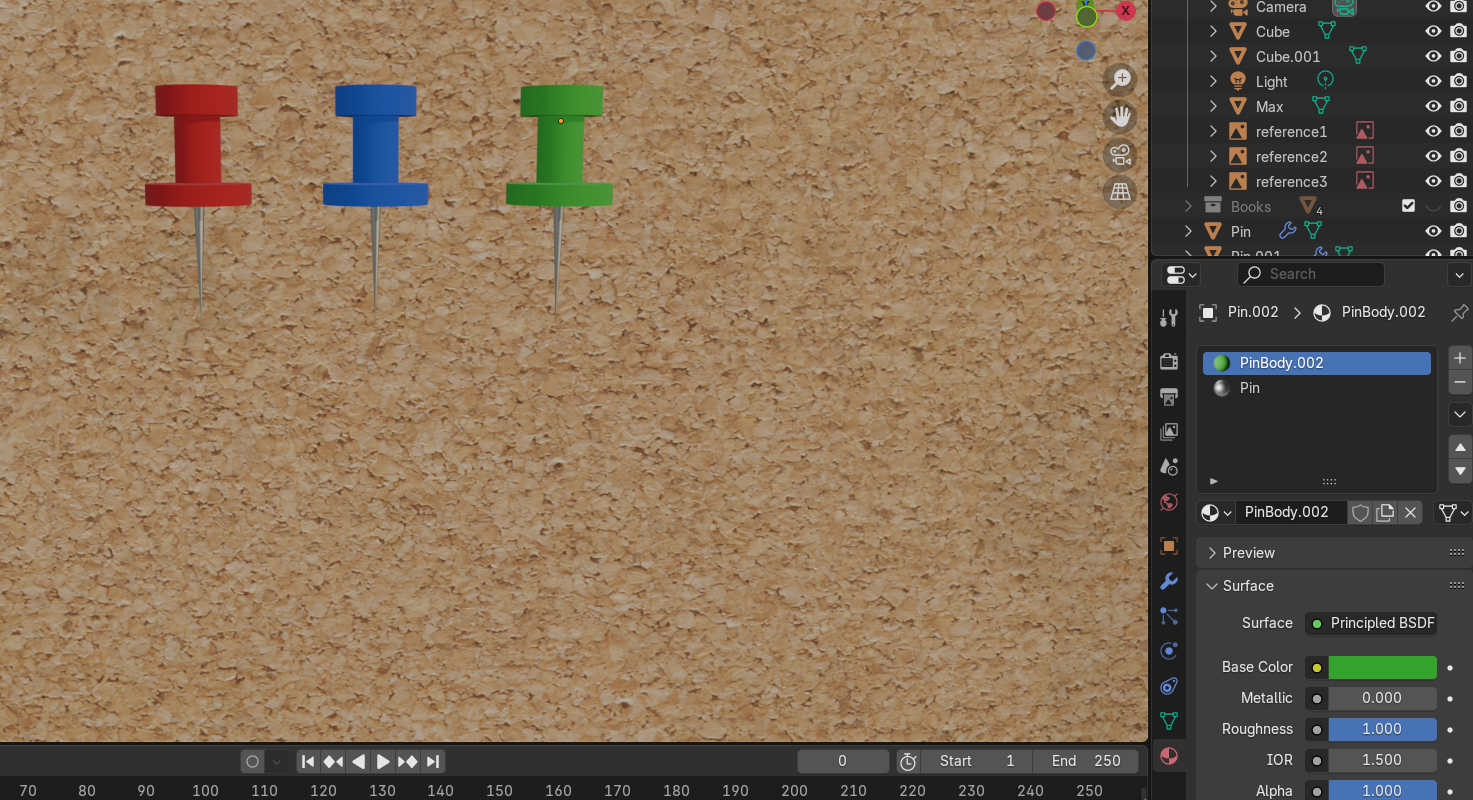 X
Camera
Cube
Cube.001
Light
Max
reference1
reference2
reference3
Books 4
Pin
Pin.001
Search
Pin.002 PinBody.002
PinBody.002
Pin
PinBody.002
Preview
Surface
Surface Principled BSDF
Base Color
Metallic 0.000
Roughness 1.000
IOR 1.500
Alpha 1.000
0 Start 1 End 250
70 80 90 100 110 120 130 140 150 160 170 180 190 200 210 220 230 240 250